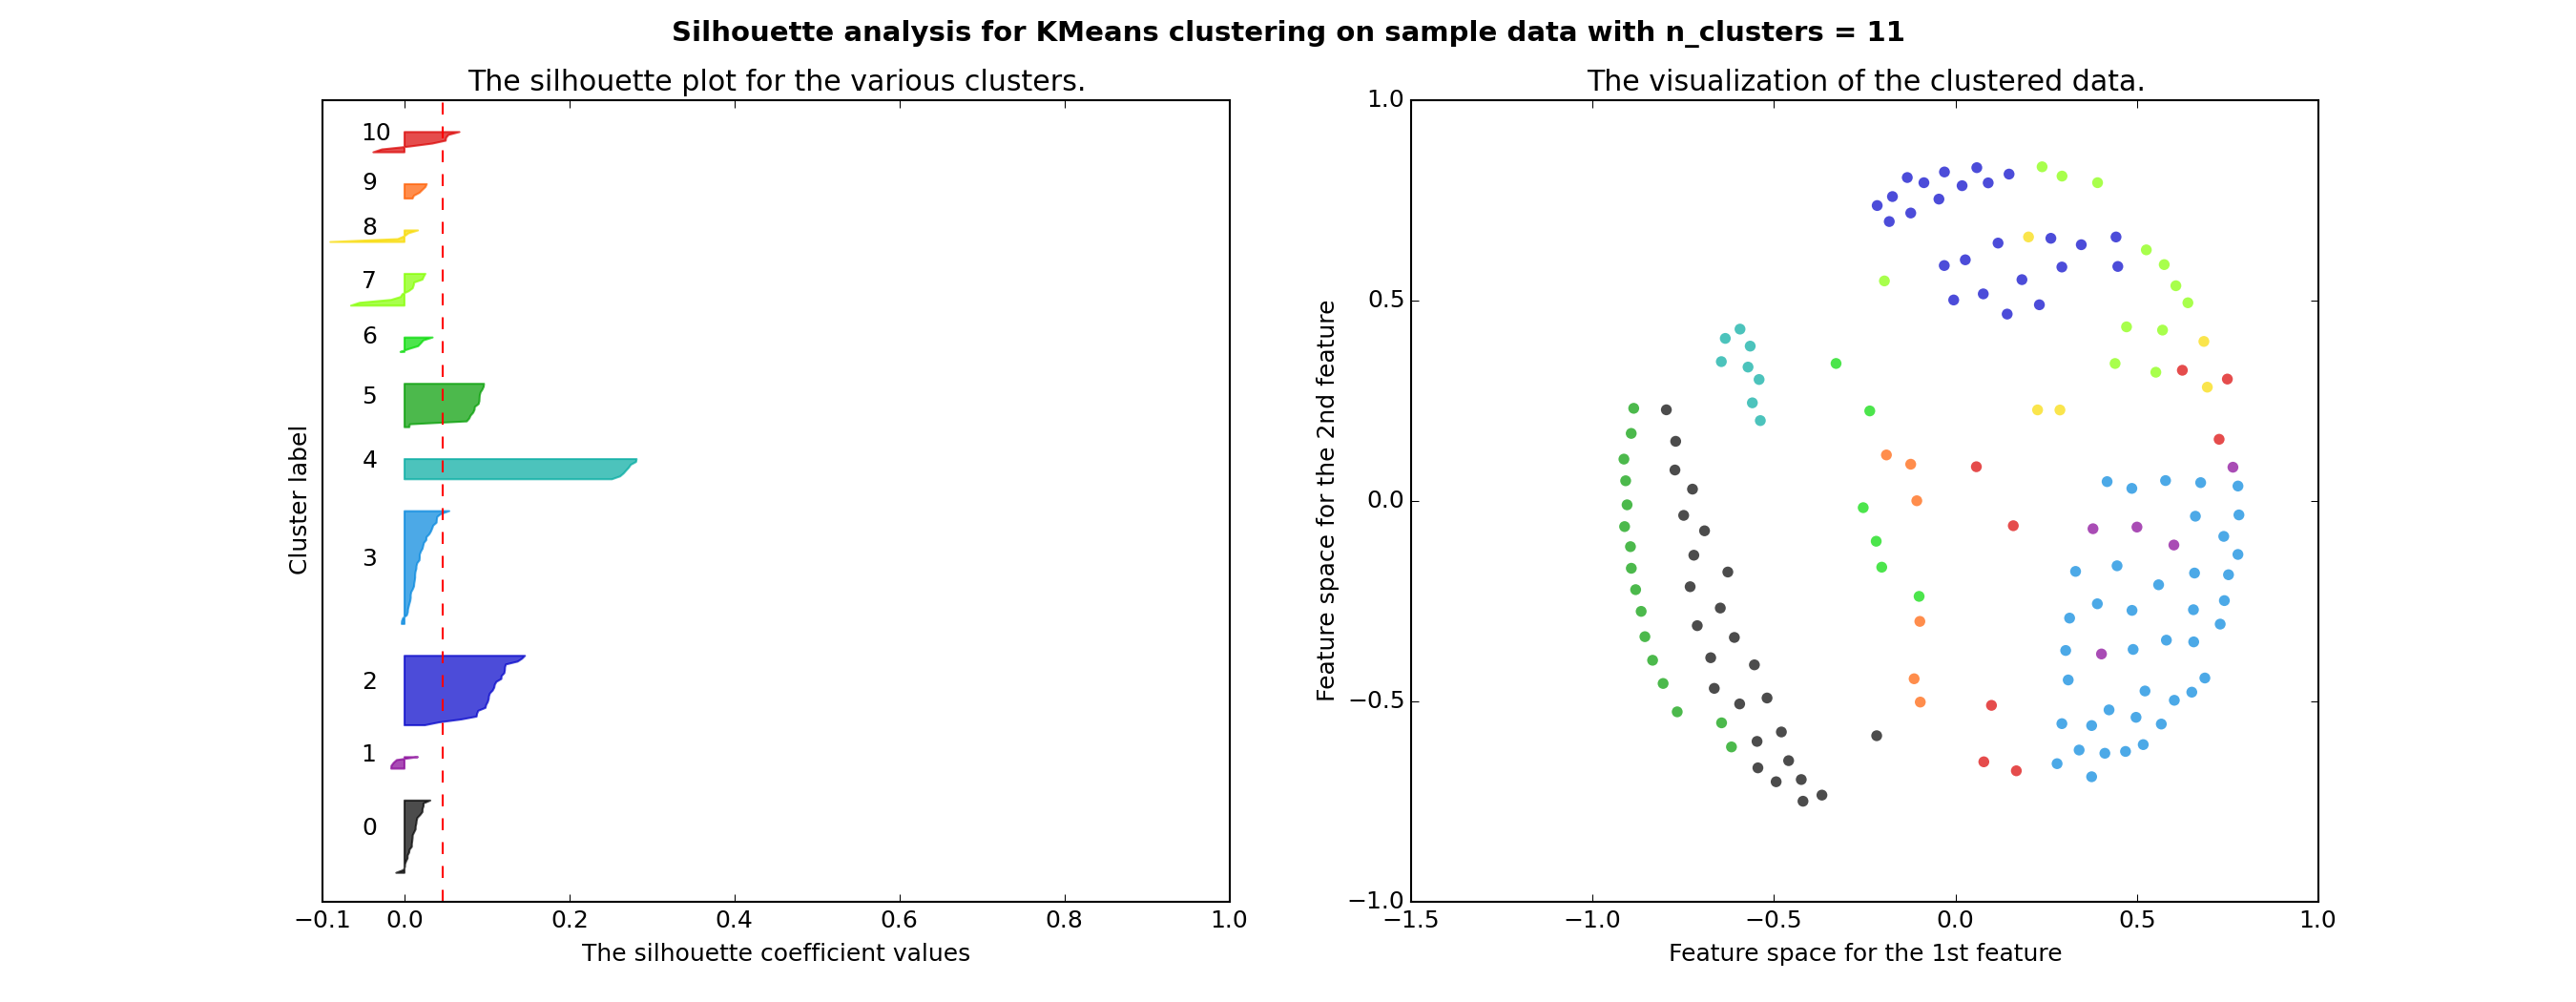 Silhouette analysis for KMeans clustering on sample data with n_clusters = 11
The silhouette plot for the various clusters.
10
9
8
7
6
5
4
3
2
1
0
Cluster label
−0.1 0.0 0.2 0.4 0.6 0.8 1.0
The silhouette coefficient values
The visualization of the clustered data.
1.0
0.5
0.0
−0.5
−1.0
Feature space for the 2nd feature
−1.5 −1.0 −0.5 0.0 0.5 1.0
Feature space for the 1st feature